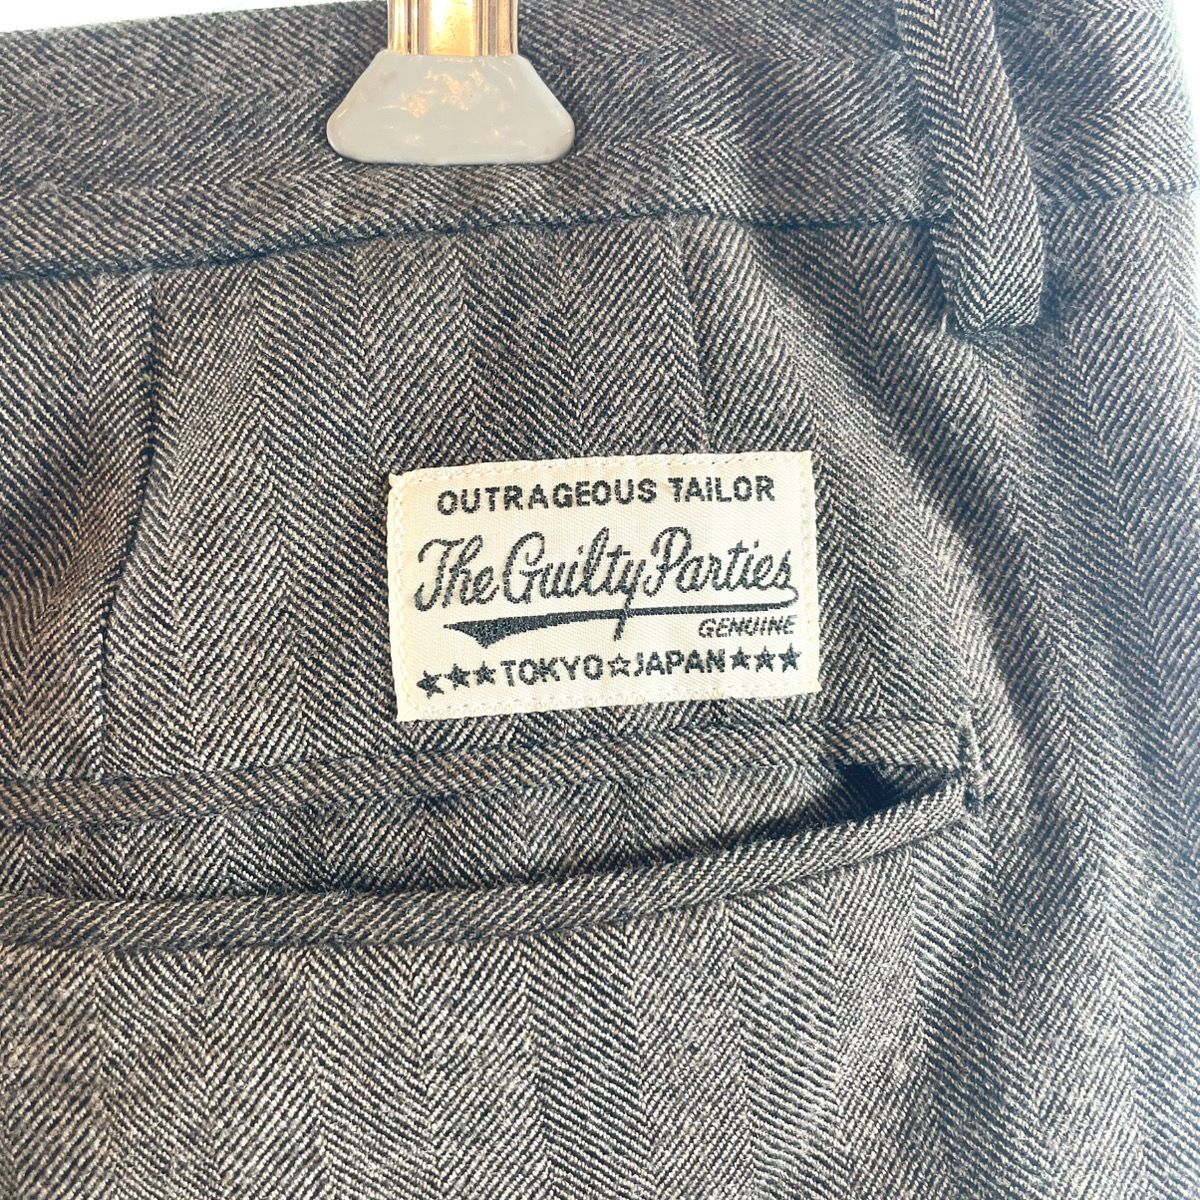 OUTRAGEOUS TAILOR
The Guilty Parties
GENUINE
★★★TOKYO☆JAPAN★★★